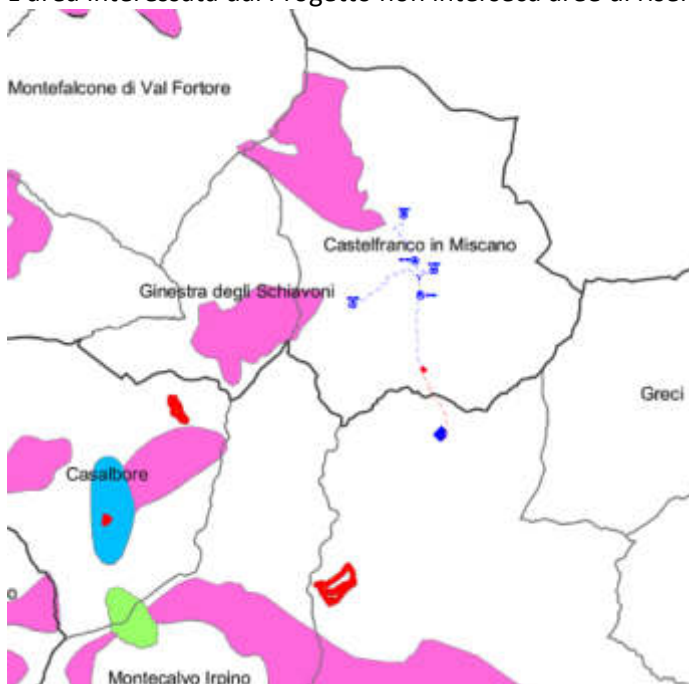 Montefalcone di Val Fortore
Castelfranco in Miscano
Ginestra degli Schiavoni
Greci
Casalbore
o
Montecalvo Irpino